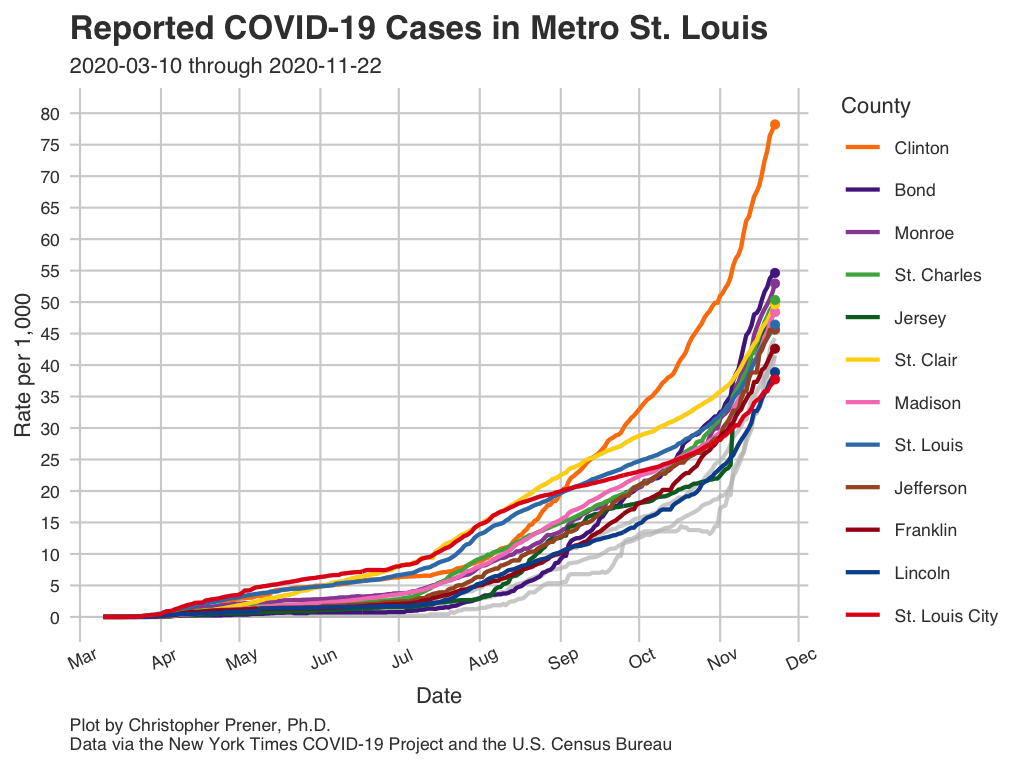 Reported COVID-19 Cases in Metro St. Louis
2020-03-10 through 2020-11-22
Rate per 1,000
80
75
70
65
60
55
50
45
40
35
30
25
20
15
10
5
0
Mar
Apr
May
Jun
Jul
Aug
Sep
Oct
Nov
Dec
Date
County
Clinton
Bond
Monroe
St. Charles
Jersey
St. Clair
Madison
St. Louis
Jefferson
Franklin
Lincoln
St. Louis City
Plot by Christopher Prener, Ph.D.
Data via the New York Times COVID-19 Project and the U.S. Census Bureau